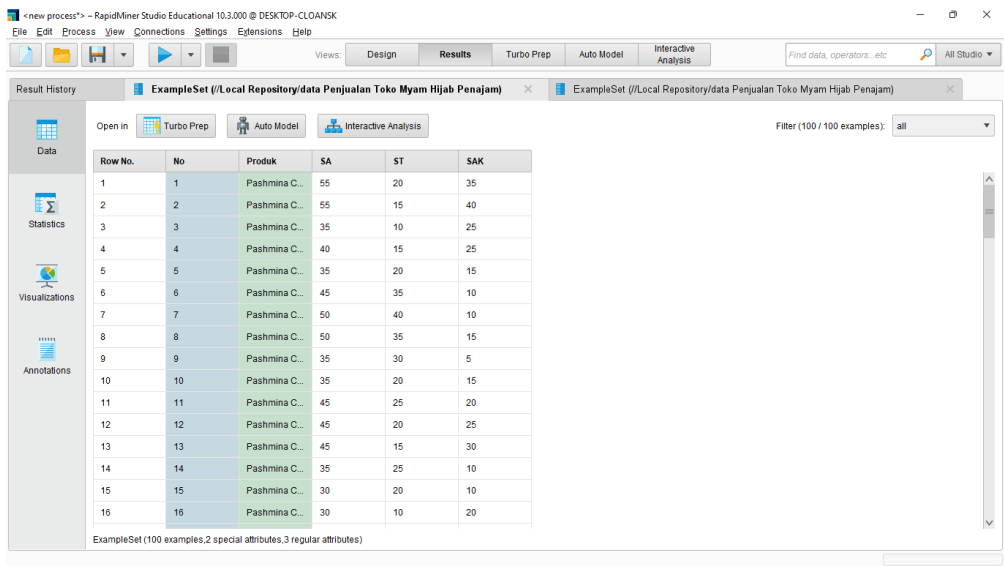 <new process*> – RapidMiner Studio Educational 10.3.000 @ DESKTOP-CLOANSK
File Edit Process View Connections Settings Extensions Help
Views: Design Results Turbo Prep Auto Model Interactive Analysis Find data, operators...etc All Studio
Result History ExampleSet (//Local Repository/data Penjualan Toko Myam Hijab Penajam) ExampleSet (//Local Repository/data Penjualan Toko Myam Hijab Penajam)
Data
Statistics
Visualizations
Annotations
Open in Turbo Prep Auto Model Interactive Analysis Filter (100 / 100 examples): all
Row No. No Produk SA ST SAK
1 1 Pashmina C... 55 20 35
2 2 Pashmina C... 55 15 40
3 3 Pashmina C... 35 10 25
4 4 Pashmina C... 40 15 25
5 5 Pashmina C... 35 20 15
6 6 Pashmina C... 45 35 10
7 7 Pashmina C... 50 40 10
8 8 Pashmina C... 50 35 15
9 9 Pashmina C... 35 30 5
10 10 Pashmina C... 35 20 15
11 11 Pashmina C... 45 25 20
12 12 Pashmina C... 45 20 25
13 13 Pashmina C... 45 15 30
14 14 Pashmina C... 35 25 10
15 15 Pashmina C... 30 20 10
16 16 Pashmina C... 30 10 20
ExampleSet (100 examples,2 special attributes,3 regular attributes)